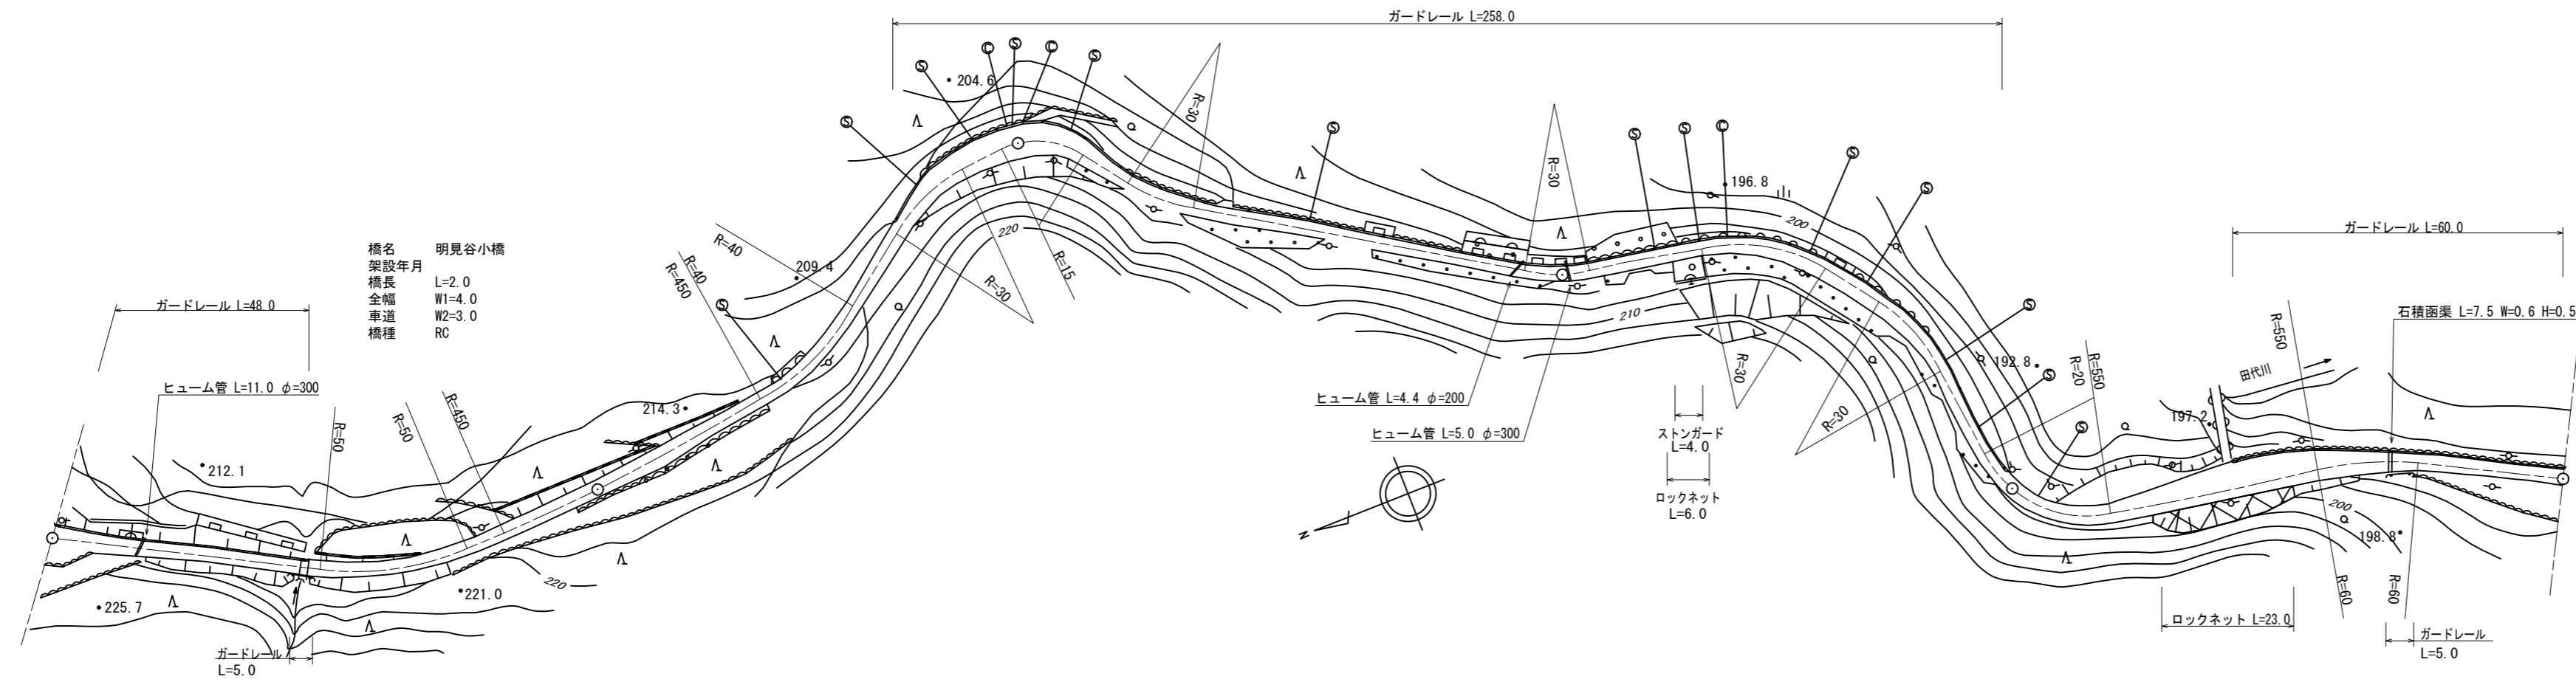 ガードレール L=258.0
204.6
R=30
R=30
196.8
200
橋名 明見谷小橋
架設年月
橋長 L=2.0
全幅 W1=4.0
車道 W2=3.0
橋種 RC
R=40
R=40
R=450
209.4
220
R=15
R=30
ガードレール L=60.0
ガードレール L=48.0
210
R=550
石積函渠 L=7.5 W=0.6 H=0.5
192.8
R=550
R=20
田代川
R=30
ヒューム管 L=11.0 φ=300
ヒューム管 L=4.4 φ=200
214.3
R=50
R=50
R=450
R=30
197.2
ヒューム管 L=5.0 φ=300
ストンガード
L=4.0
ロックネット
L=6.0
212.1
N
200
198.8
220
221.0
225.7
R=60
R=60
ロックネット L=23.0
ガードレール
L=5.0
ガードレール
L=5.0
S
S
C
S
C
S
S
S
S
S
C
S
S
S
S
S